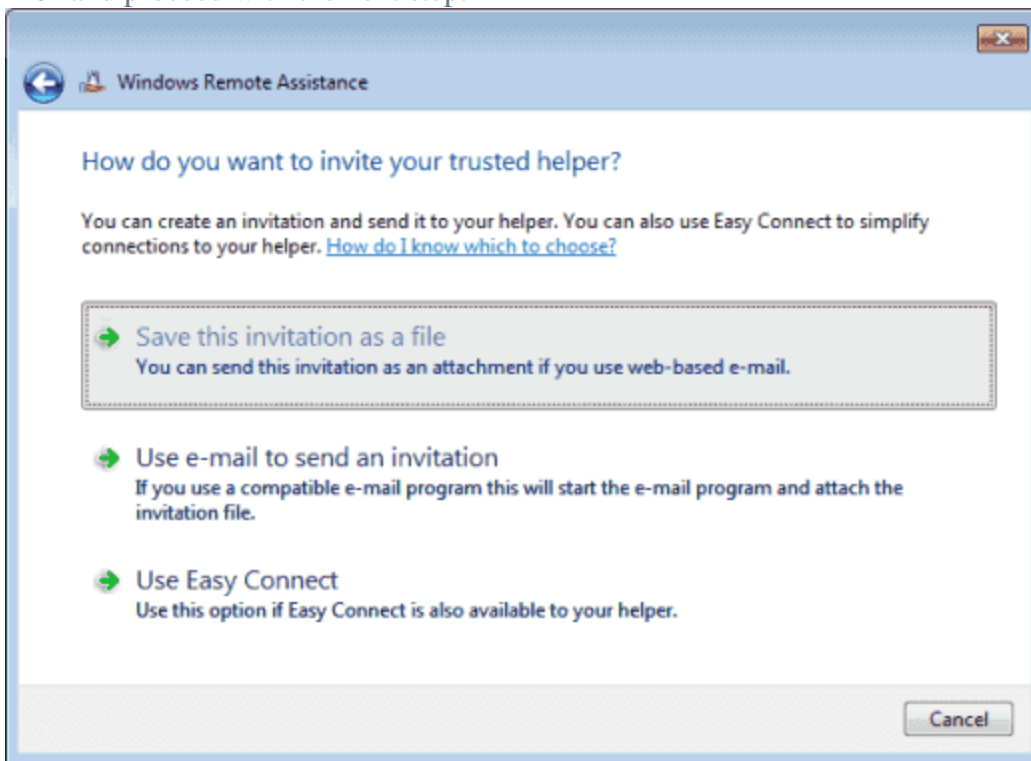 Windows Remote Assistance
How do you want to invite your trusted helper?
You can create an invitation and send it to your helper. You can also use Easy Connect to simplify
connections to your helper. How do I know which to choose?
Save this invitation as a file
You can send this invitation as an attachment if you use web-based e-mail.
Use e-mail to send an invitation
If you use a compatible e-mail program this will start the e-mail program and attach the
invitation file.
Use Easy Connect
Use this option if Easy Connect is also available to your helper.
Cancel